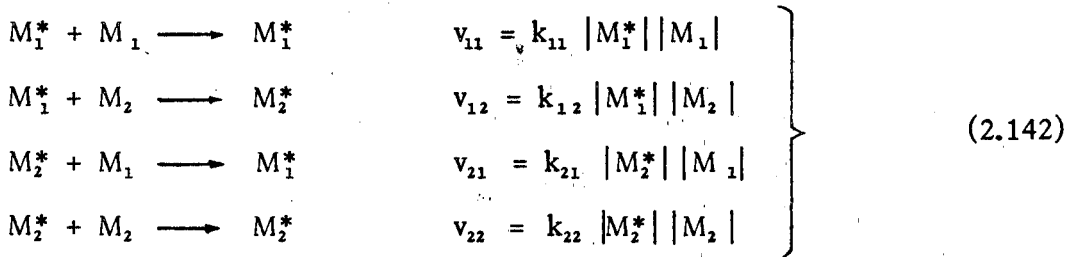 M₁* + M₁ ⟶ M₁* v₁₁ = k₁₁ |M₁*| |M₁|
M₁* + M₂ ⟶ M₂* v₁₂ = k₁₂ |M₁*| |M₂|
(2.142)
M₂* + M₁ ⟶ M₁* v₂₁ = k₂₁ |M₂*| |M₁|
M₂* + M₂ ⟶ M₂* v₂₂ = k₂₂ |M₂*| |M₂|